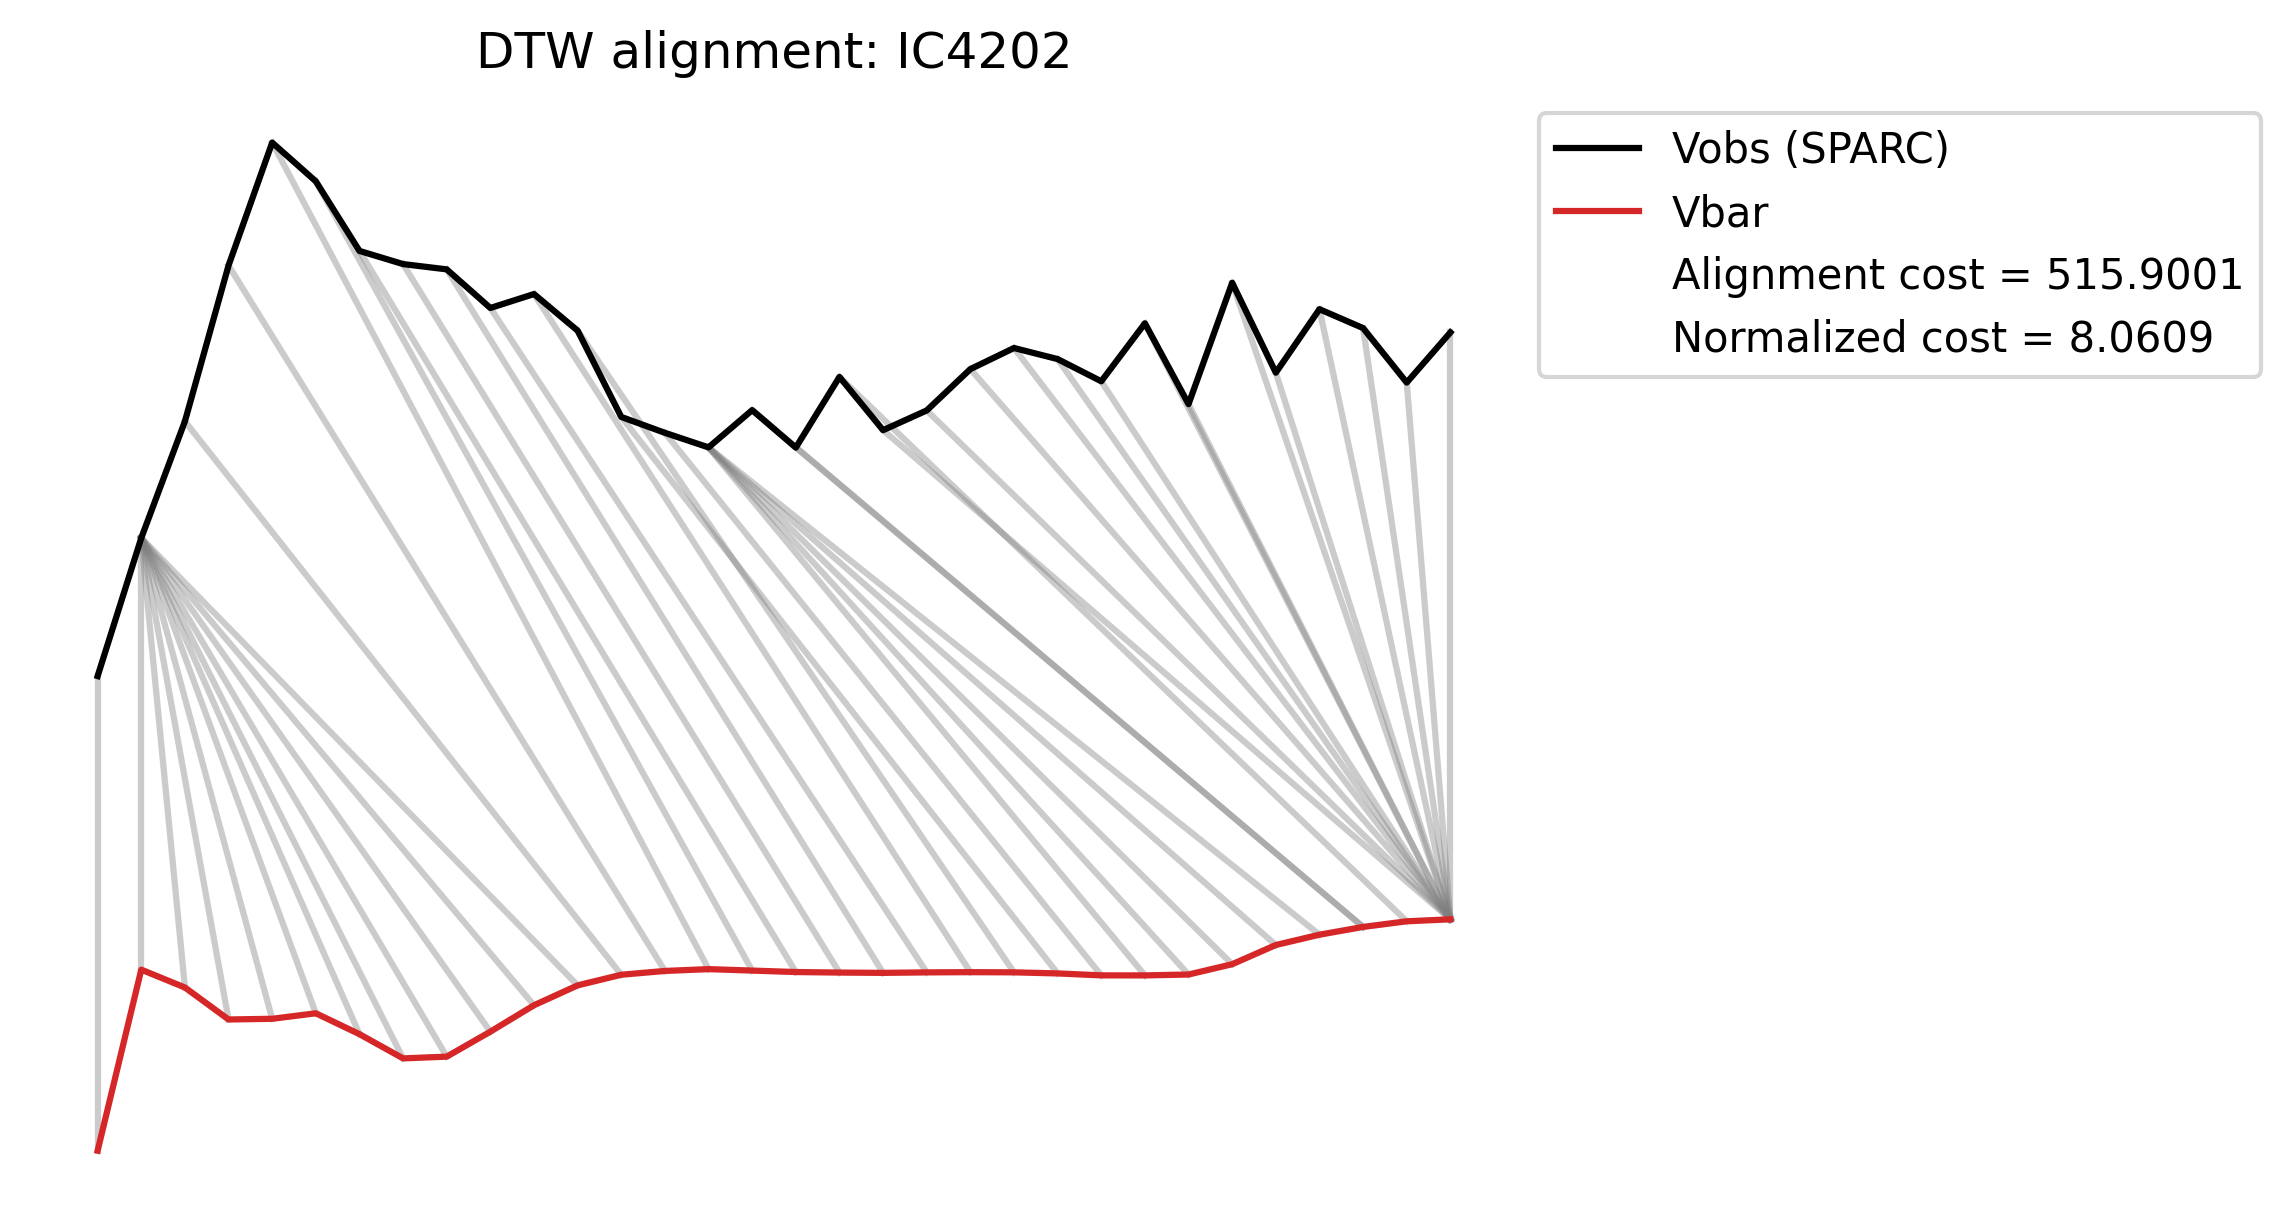 DTW alignment: IC4202
Vobs (SPARC)
Vbar
Alignment cost = 515.9001
Normalized cost = 8.0609